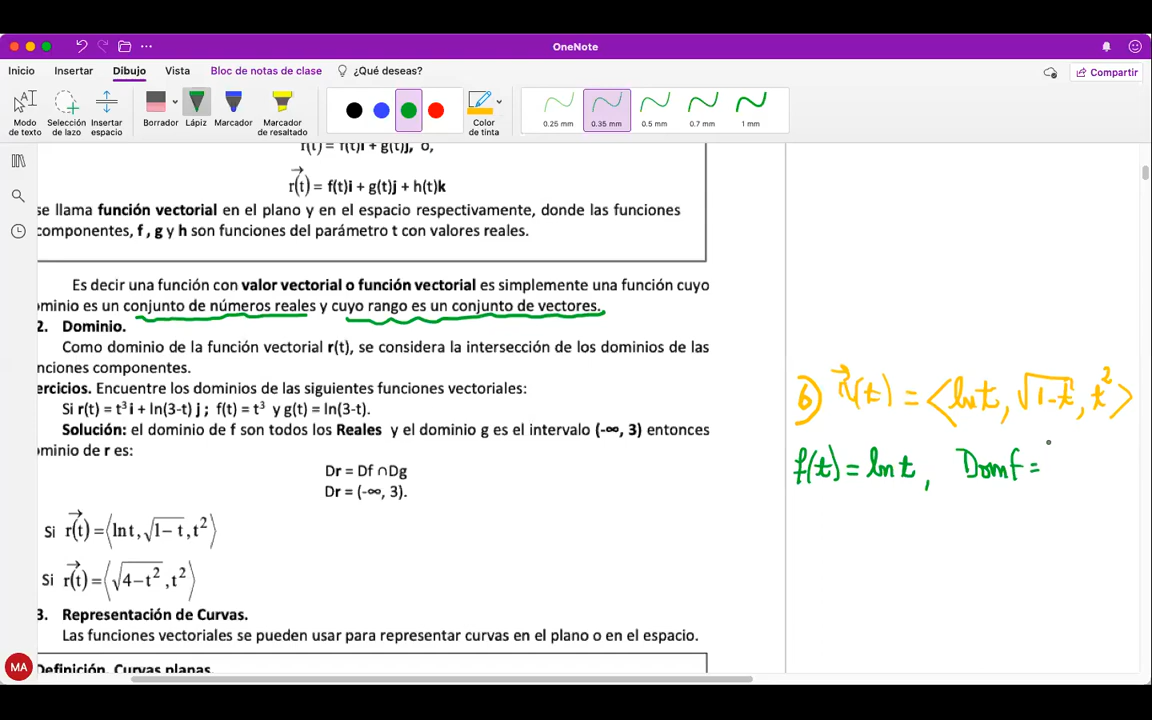 OneNote
Inicio Insertar Dibujo Vista Bloc de notas de clase ¿Qué deseas? Compartir
Modo de texto Selección de lazo Insertar espacio Borrador Lápiz Marcador Marcador de resaltado Color de tinta 0.25 mm 0.35 mm 0.5 mm 0.7 mm 1 mm
r(t) = f(t)i + g(t)j, o,
r(t) = f(t)i + g(t)j + h(t)k
se llama función vectorial en el plano y en el espacio respectivamente, donde las funciones
componentes, f , g y h son funciones del parámetro t con valores reales.
Es decir una función con valor vectorial o función vectorial es simplemente una función cuyo
ominio es un conjunto de números reales y cuyo rango es un conjunto de vectores.
2. Dominio.
Como dominio de la función vectorial r(t), se considera la intersección de los dominios de las
nciones componentes.
ercicios. Encuentre los dominios de las siguientes funciones vectoriales:
Si r(t) = t³ i + ln(3-t) j ; f(t) = t³ y g(t) = ln(3-t).
Solución: el dominio de f son todos los Reales y el dominio g es el intervalo (-∞, 3) entonces
ominio de r es:
Dr = Df ∩Dg
Dr = (-∞, 3).
Si r(t) = ⟨ln t, √1-t, t²⟩
Si r(t) = ⟨√4-t², t²⟩
3. Representación de Curvas.
Las funciones vectoriales se pueden usar para representar curvas en el plano o en el espacio.
Definición. Curvas planas.
6) R(t) = ⟨ln t, √1-t, t²⟩
f(t) = ln t, Dom f =
MA